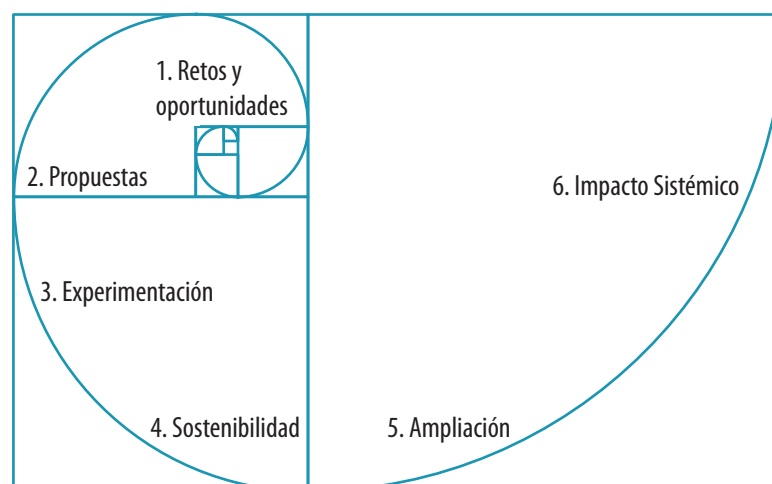 1. Retos y
oportunidades
2. Propuestas
3. Experimentación
4. Sostenibilidad
5. Ampliación
6. Impacto Sistémico